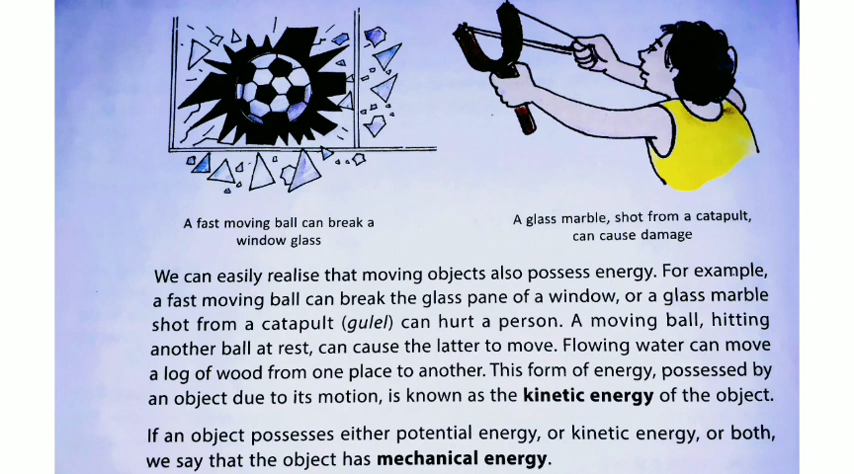 A fast moving ball can break a
window glass
A glass marble, shot from a catapult,
can cause damage
We can easily realise that moving objects also possess energy. For example,
a fast moving ball can break the glass pane of a window, or a glass marble
shot from a catapult (gulel) can hurt a person. A moving ball, hitting
another ball at rest, can cause the latter to move. Flowing water can move
a log of wood from one place to another. This form of energy, possessed by
an object due to its motion, is known as the kinetic energy of the object.
If an object possesses either potential energy, or kinetic energy, or both,
we say that the object has mechanical energy.